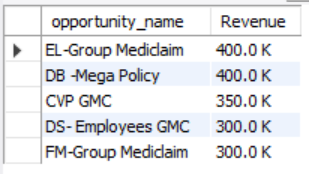 opportunity_name Revenue
EL-Group Mediclaim 400.0 K
DB -Mega Policy 400.0 K
CVP GMC 350.0 K
DS- Employees GMC 300.0 K
FM-Group Mediclaim 300.0 K